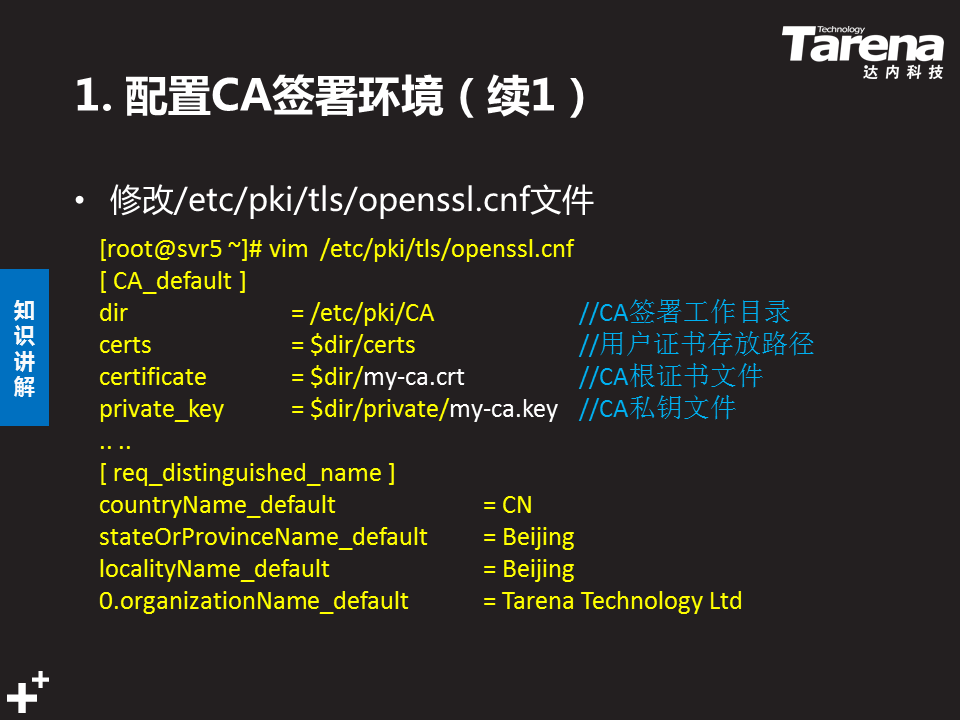 Technology
Tarena
达内科技
1. 配置CA签署环境（续1）
• 修改/etc/pki/tls/openssl.cnf文件
[root@svr5 ~]# vim /etc/pki/tls/openssl.cnf
[ CA_default ]
dir = /etc/pki/CA //CA签署工作目录
certs = $dir/certs //用户证书存放路径
certificate = $dir/my-ca.crt //CA根证书文件
private_key = $dir/private/my-ca.key //CA私钥文件
.. ..
[ req_distinguished_name ]
countryName_default = CN
stateOrProvinceName_default = Beijing
localityName_default = Beijing
0.organizationName_default = Tarena Technology Ltd
知识讲解